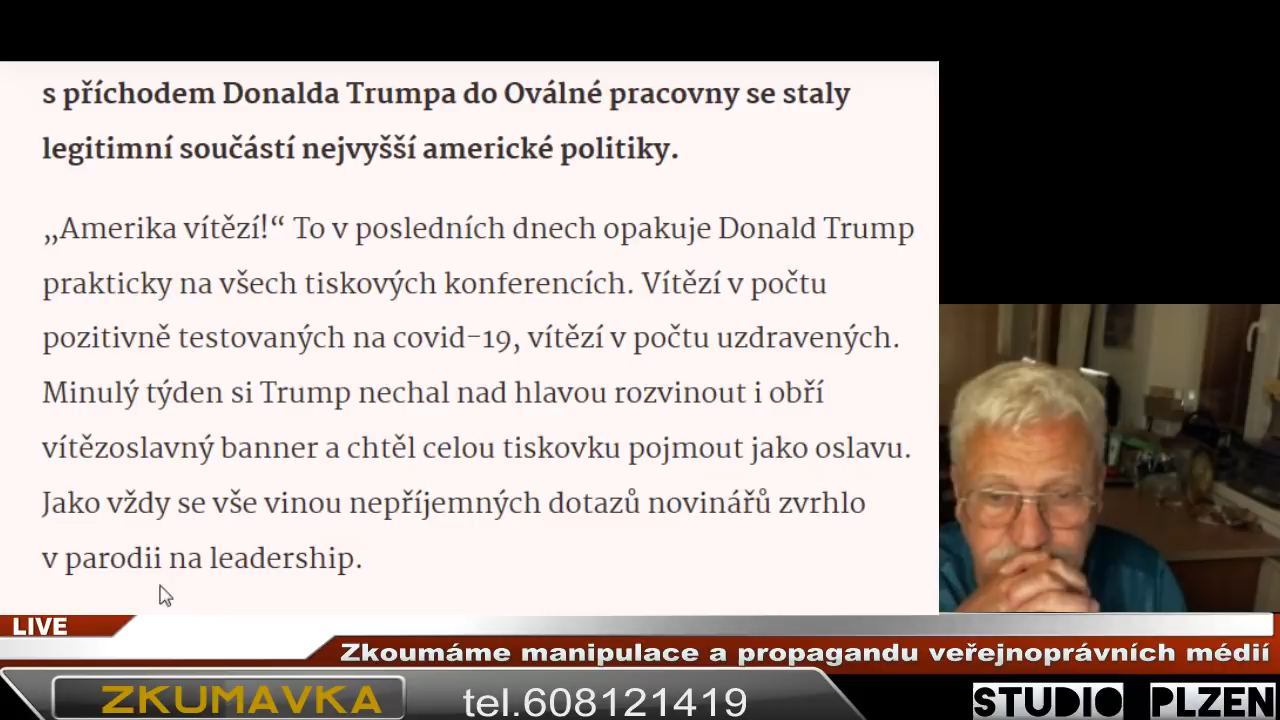 s příchodem Donalda Trumpa do Oválné pracovny se staly
legitimní součástí nejvyšší americké politiky.
„Amerika vítězí!“ To v posledních dnech opakuje Donald Trump
prakticky na všech tiskových konferencích. Vítězí v počtu
pozitivně testovaných na covid-19, vítězí v počtu uzdravených.
Minulý týden si Trump nechal nad hlavou rozvinout i obří
vítězoslavný banner a chtěl celou tiskovku pojmout jako oslavu.
Jako vždy se vše vinou nepříjemných dotazů novinářů zvrhlo
v parodii na leadership.
LIVE
Zkoumáme manipulace a propagandu veřejnoprávních médií
ZKUMAVKA
tel.608121419
STUDIO PLZEN